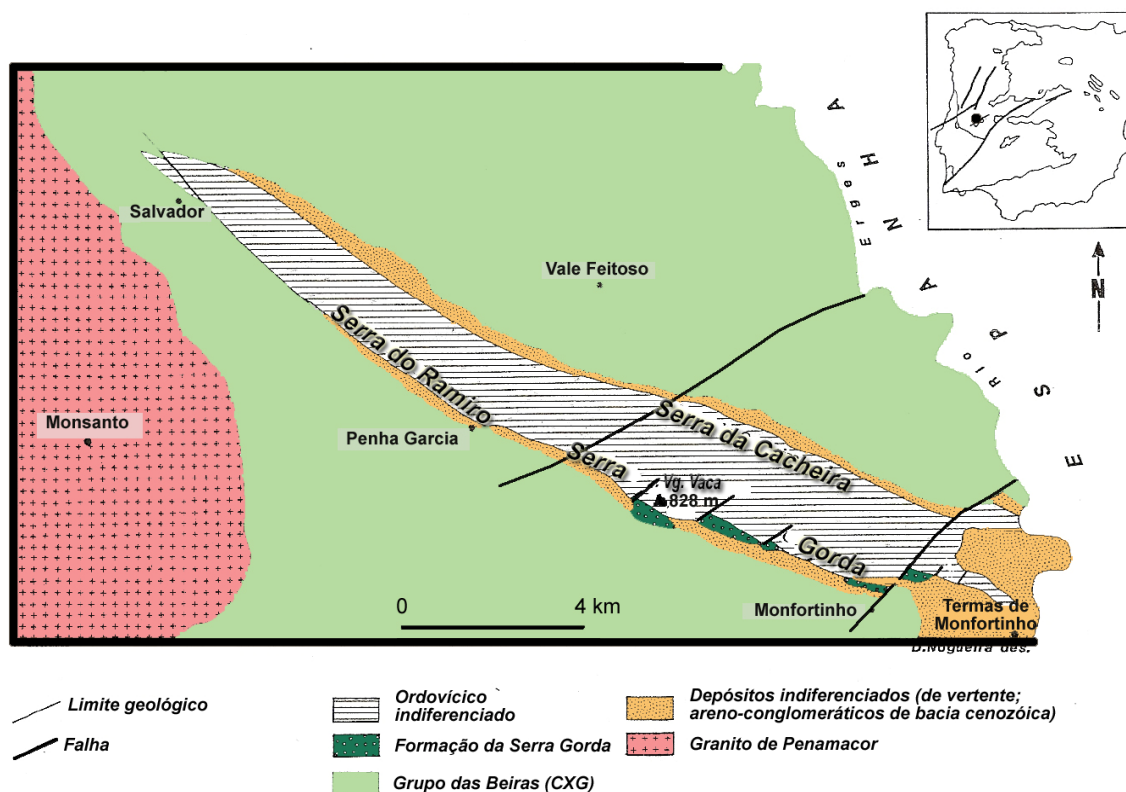 Salvador
Vale Feitoso
Rio Erges
ESPANHA
N
Serra do Ramiro
Monsanto
Penha Garcia
Serra da Cacheira
Serra
Vg. Vaca
828 m
Gorda
0 4 km
Monfortinho
Termas de
Monfortinho
D.Nogueira des.
Limite geológico
Falha
Ordovícico
indiferenciado
Formação da Serra Gorda
Grupo das Beiras (CXG)
Depósitos indiferenciados (de vertente;
areno-conglomeráticos de bacia cenozóica)
Granito de Penamacor